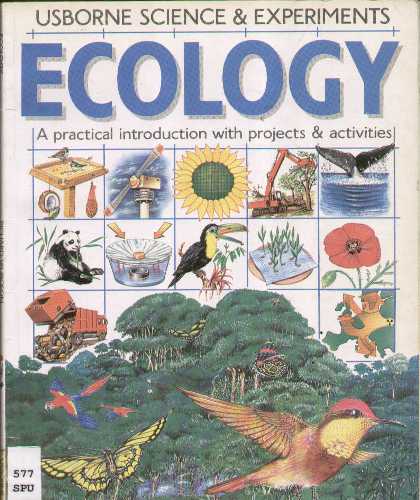 USBORNE SCIENCE & EXPERIMENTS
ECOLOGY
A practical introduction with projects & activities
577
SPU